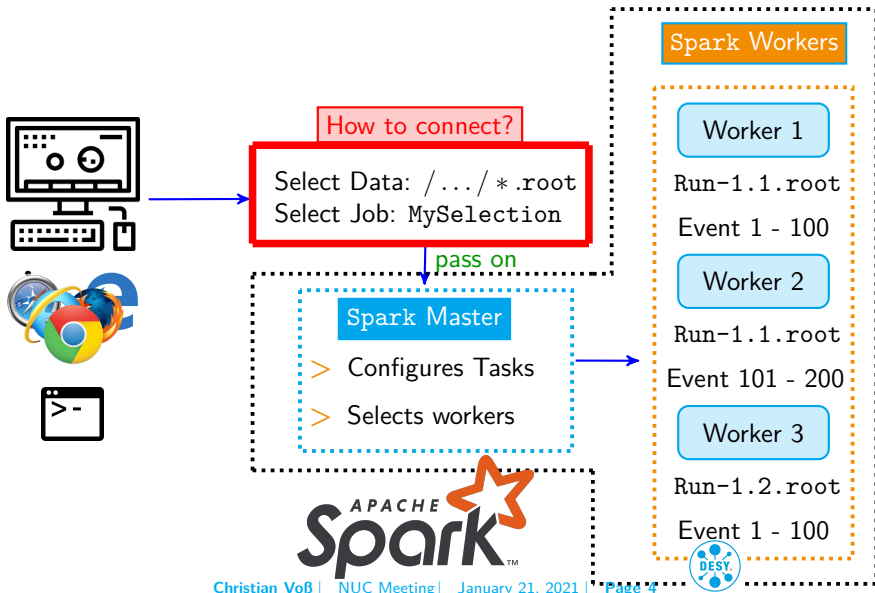 Spark Workers
How to connect?
Select Data: /.../ * .root
Select Job: MySelection
pass on
Spark Master
> Configures Tasks
> Selects workers
Worker 1
Run-1.1.root
Event 1 - 100
Worker 2
Run-1.1.root
Event 101 - 200
Worker 3
Run-1.2.root
Event 1 - 100
>-
APACHE
Spark™
DESY.
Christian Voß | NUC Meeting | January 21, 2021 | Page 4